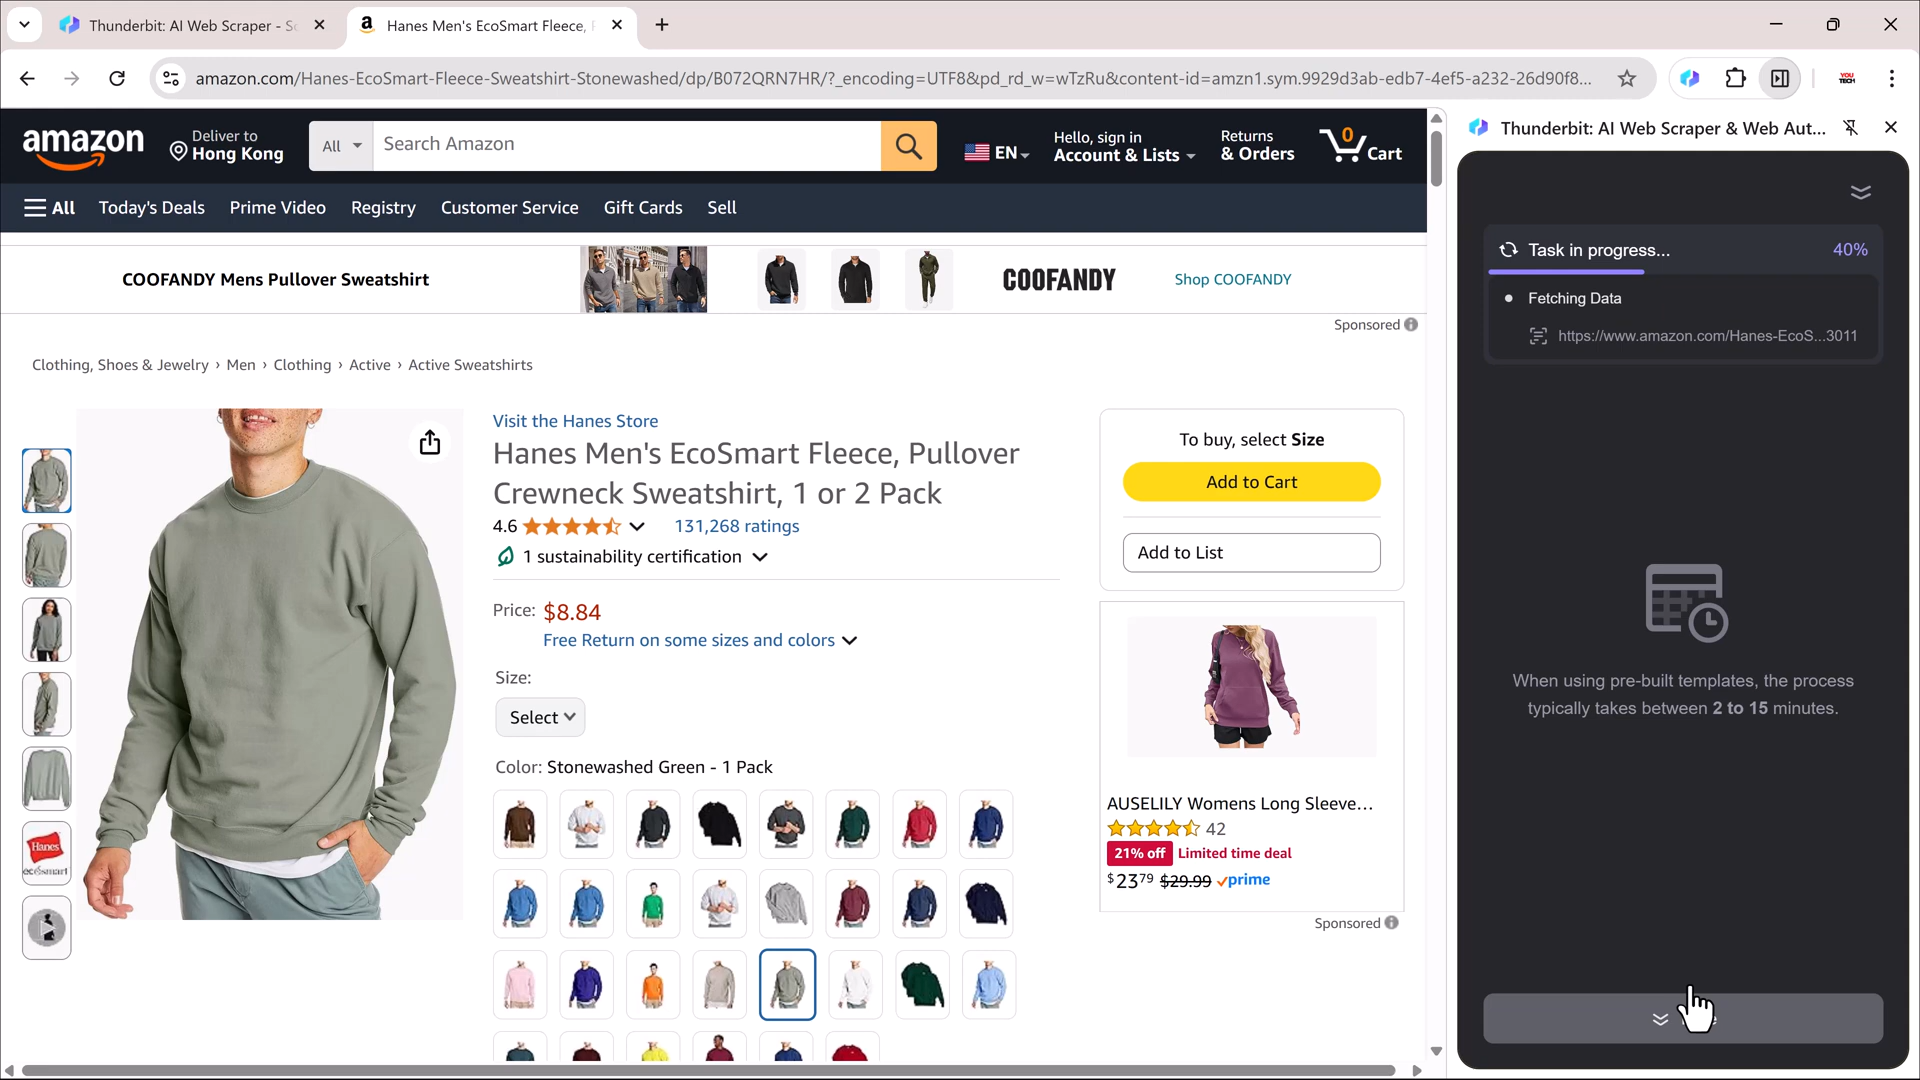 Thunderbit: AI Web Scraper - Sc
Hanes Men's EcoSmart Fleece,
amazon.com/Hanes-EcoSmart-Fleece-Sweatshirt-Stonewashed/dp/B072QRN7HR/?_encoding=UTF8&pd_rd_w=wTzRu&content-id=amzn1.sym.9929d3ab-edb7-4ef5-a232-26d90f8...
YOU
TECH
amazon
Deliver to
Hong Kong
All
Search Amazon
EN
Hello, sign in
Account & Lists
Returns
& Orders
0
Cart
All
Today's Deals
Prime Video
Registry
Customer Service
Gift Cards
Sell
COOFANDY Mens Pullover Sweatshirt
COOFANDY
Shop COOFANDY
Sponsored
Clothing, Shoes & Jewelry › Men › Clothing › Active › Active Sweatshirts
Hanes
ecosmart
Visit the Hanes Store
Hanes Men's EcoSmart Fleece, Pullover
Crewneck Sweatshirt, 1 or 2 Pack
4.6
131,268 ratings
1 sustainability certification
Price: $8.84
Free Return on some sizes and colors
Size:
Select
Color: Stonewashed Green - 1 Pack
To buy, select Size
Add to Cart
Add to List
AUSELILY Womens Long Sleeve…
42
21% off Limited time deal
$23 79 $29.99 prime
Sponsored
Thunderbit: AI Web Scraper & Web Aut...
Task in progress...
40%
Fetching Data
https://www.amazon.com/Hanes-EcoS...3011
When using pre-built templates, the process
typically takes between 2 to 15 minutes.